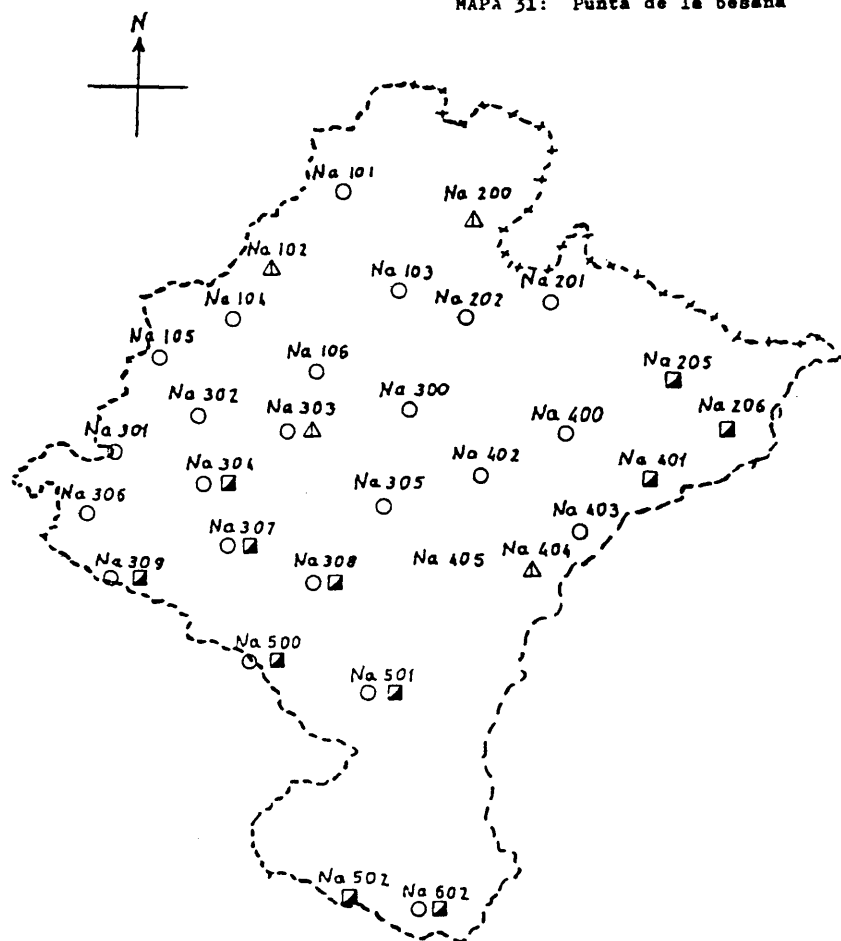 MAPA 31: Punta de la besana
N
Na 101
Na 200
Na 102
Na 103
Na 201
Na 104
Na 202
Na 105
Na 106
Na 205
Na 302
Na 300
Na 303
Na 400
Na 206
Na 301
Na 304
Na 402
Na 401
Na 306
Na 305
Na 403
Na 307
Na 309
Na 308
Na 405
Na 404
Na 500
Na 501
Na 502
Na 602